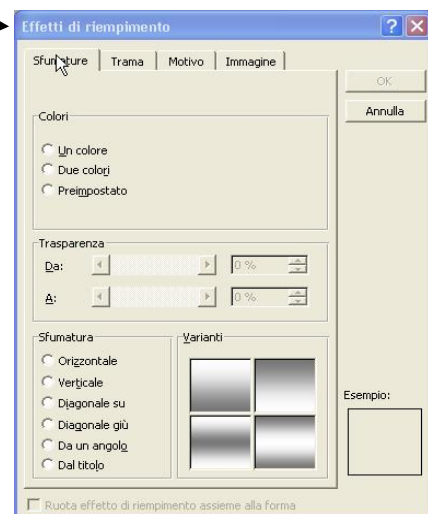 Effetti di riempimento
Sfumature Trama Motivo Immagine
OK
Annulla
Colori
Un colore
Due colori
Preimpostato
Trasparenza
Da: 0 %
A: 0 %
Sfumatura
Orizzontale
Verticale
Diagonale su
Diagonale giù
Da un angolo
Dal titolo
Varianti
Esempio:
Ruota effetto di riempimento assieme alla forma